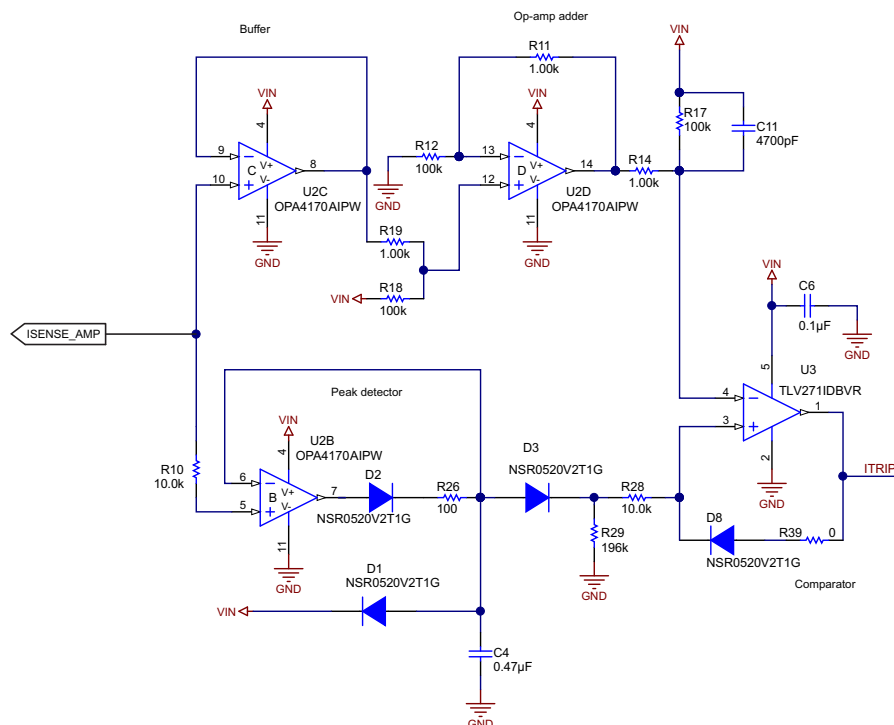 Buffer
Op-amp adder
VIN
R11
1.00k
VIN
4
9
C
V+
V-
8
10
U2C
OPA4170AIPW
11
GND
R12
100k
GND
VIN
4
13
D
V+
V-
14
12
U2D
OPA4170AIPW
11
GND
R14
1.00k
R17
100k
C11
4700pF
R19
1.00k
VIN
R18
100k
ISENSE_AMP
R10
10.0k
Peak detector
VIN
4
U2B
OPA4170AIPW
6
B
V+
V-
7
5
11
GND
D2
NSR0520V2T1G
R26
100
D3
NSR0520V2T1G
R28
10.0k
R29
196k
GND
D1
NSR0520V2T1G
VIN
C4
0.47µF
GND
VIN
C6
0.1µF
GND
5
U3
TLV271IDBVR
4
3
1
2
GND
ITRIP
D8
NSR0520V2T1G
R39
0
Comparator